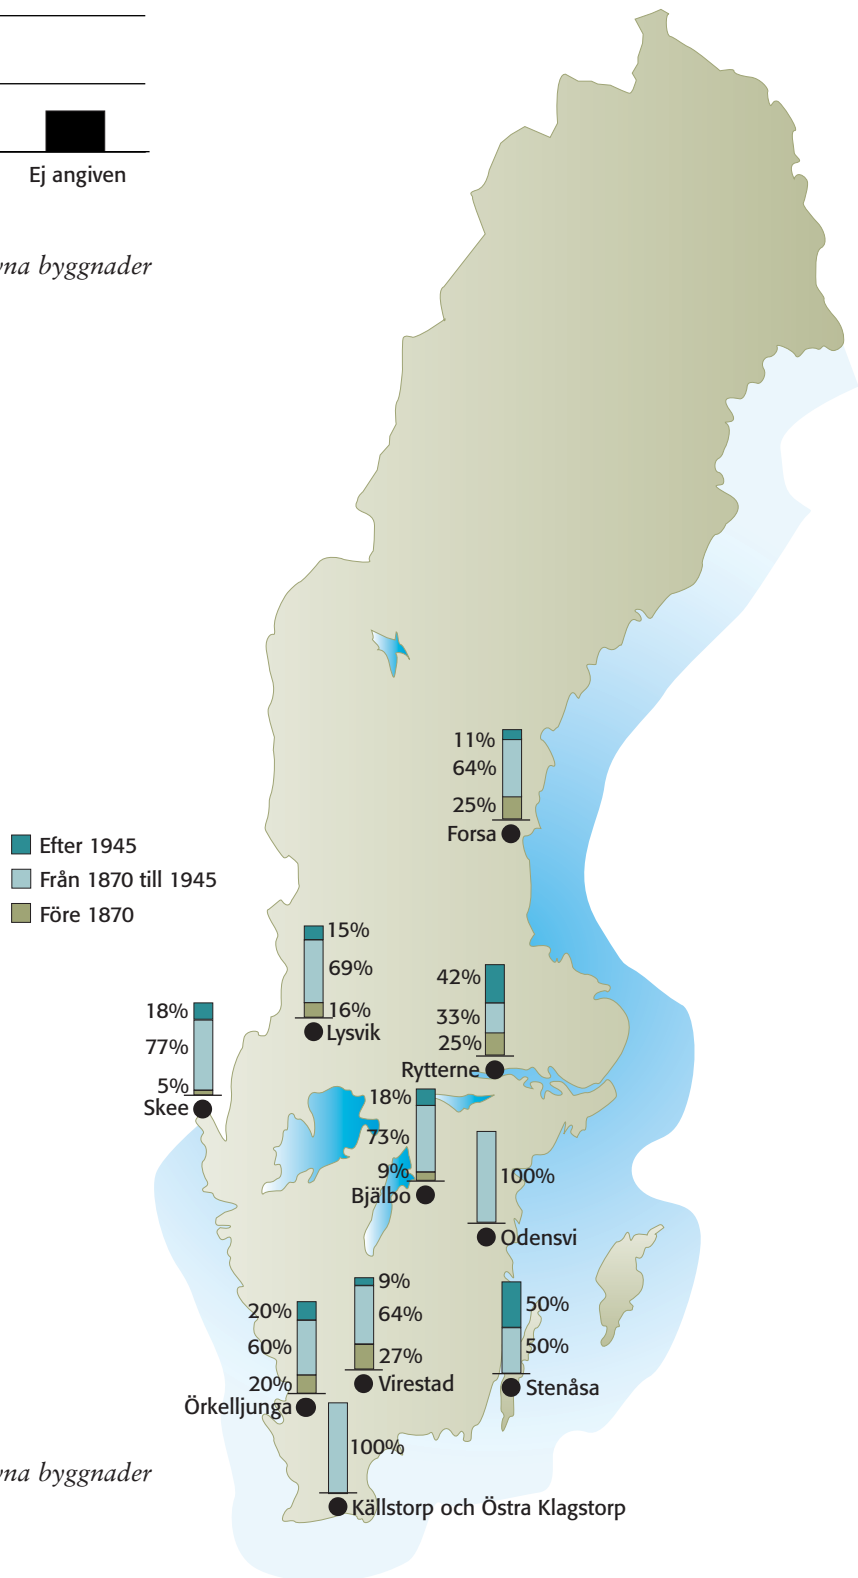 Ej angiven
byggnader
11%
64%
25%
Forsa
Efter 1945
Från 1870 till 1945
Före 1870
15%
69%
16%
Lysvik
42%
33%
25%
Rytterne
18%
77%
5%
Skee
18%
73%
9%
Bjälbo
100%
Odensvi
9%
64%
27%
Virestad
50%
50%
Stenåsa
20%
60%
20%
Örkelljunga
100%
byggnader
Källstorp och Östra Klagstorp